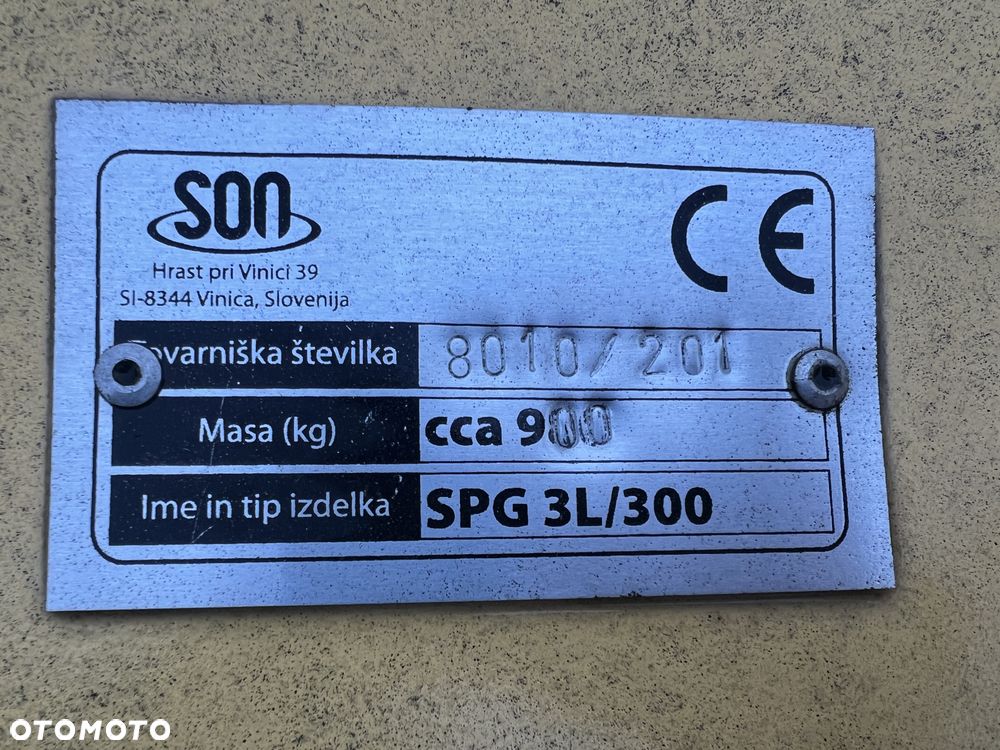 SON
CE
Hrast pri Vinici 39
SI-8344 Vinica, Slovenija
Tovarniška številka 8010/201
Masa (kg) cca 900
Ime in tip izdelka SPG 3L/300
OTOMOTO